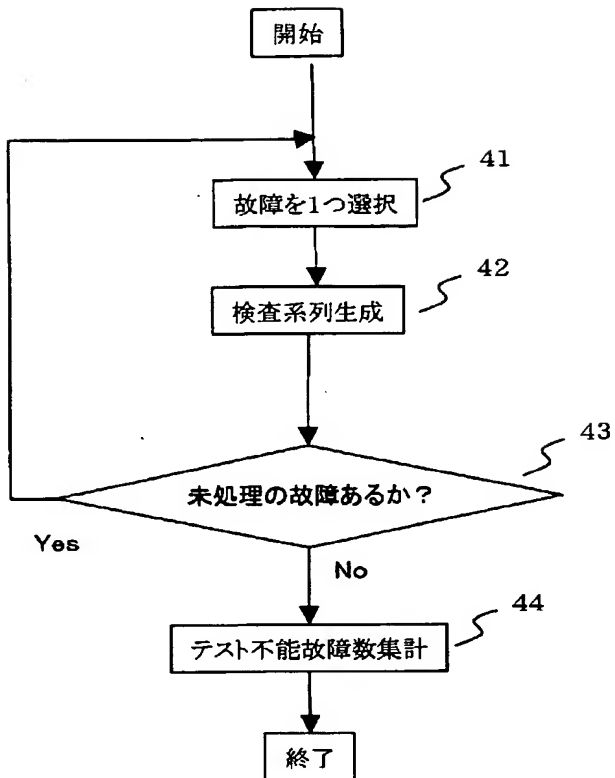 開始
41
故障を1つ選択
42
検査系列生成
43
未処理の故障あるか？
Yes
No
44
テスト不能故障数集計
終了